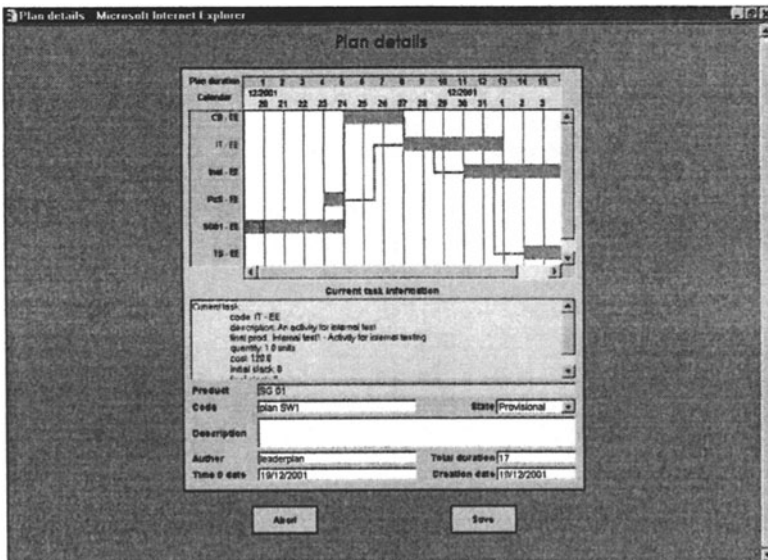 Plan details Microsoft Internet Explorer
Plan details
Plan duration 1 2 3 4 5 6 7 8 9 10 11 12 13 14 15
Calendar 12/2001 12/2001
20 21 22 23 24 25 26 27 28 29 30 31 1 2 3
CD - EE
IT - EE
Inst - EE
PcS - EE
SG01 - EE
TS - EE
Current task information
Current task:
code: IT - EE
description: An activity for internal test
final prod.: Internal test1 - Activity for internal testing
quantity: 1.0 units
cost: 120.0
initial slack: 0
Product SG 01
Code plan SW1 State Provisional
Description
Author leaderplan Total duration 17
Time 0 date 19/12/2001 Creation date 19/12/2001
Abort Save